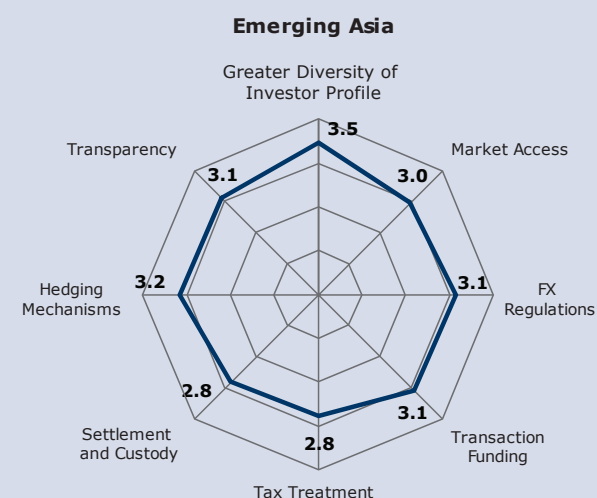 Emerging Asia
Greater Diversity of
Investor Profile
3.5
Transparency
3.1
3.0
Market Access
Hedging
Mechanisms
3.2
3.1
FX
Regulations
2.8
3.1
Settlement
and Custody
2.8
Transaction
Funding
Tax Treatment